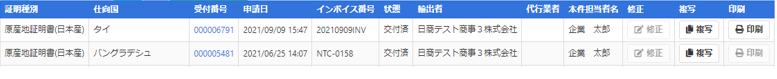 証明種別 仕向国 受付番号 申請日 インボイス番号 状態 輸出者 代行業者 本件担当者名 修正 複写 印刷
原産地証明書(日本産) タイ 000006791 2021/09/09 15:47 20210909INV 交付済 日商テスト商事３株式会社 企業　太郎 修正 複写 印刷
原産地証明書(日本産) バングラデシュ 000005481 2021/06/25 14:07 NTC-0158 交付済 日商テスト商事３株式会社 企業　太郎 修正 複写 印刷